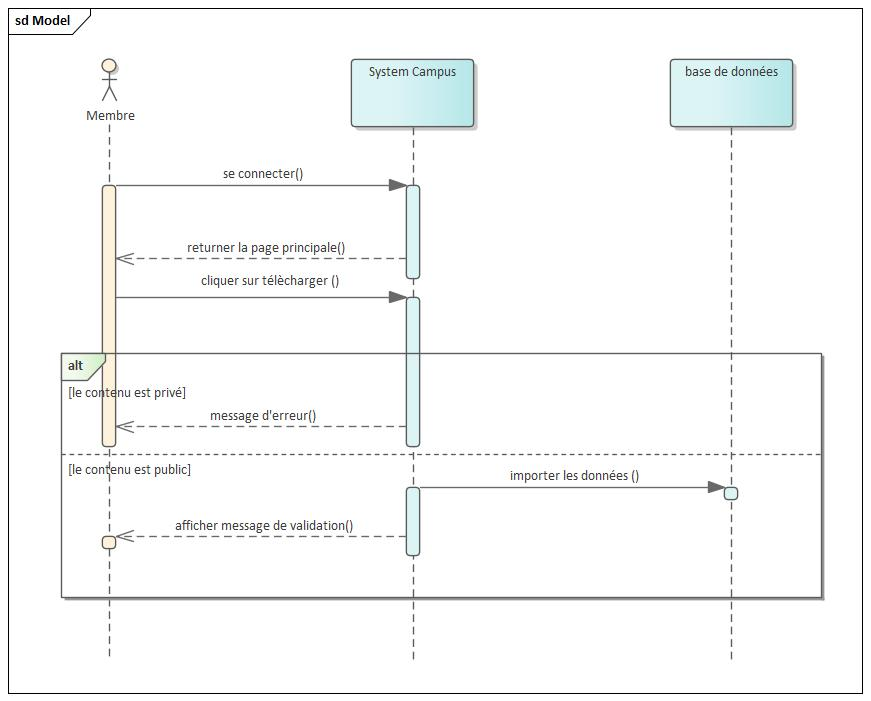 sd Model
Membre
System Campus
base de données
se connecter()
returner la page principale()
cliquer sur télècharger ()
alt
[le contenu est privé]
message d'erreur()
[le contenu est public]
importer les données ()
afficher message de validation()